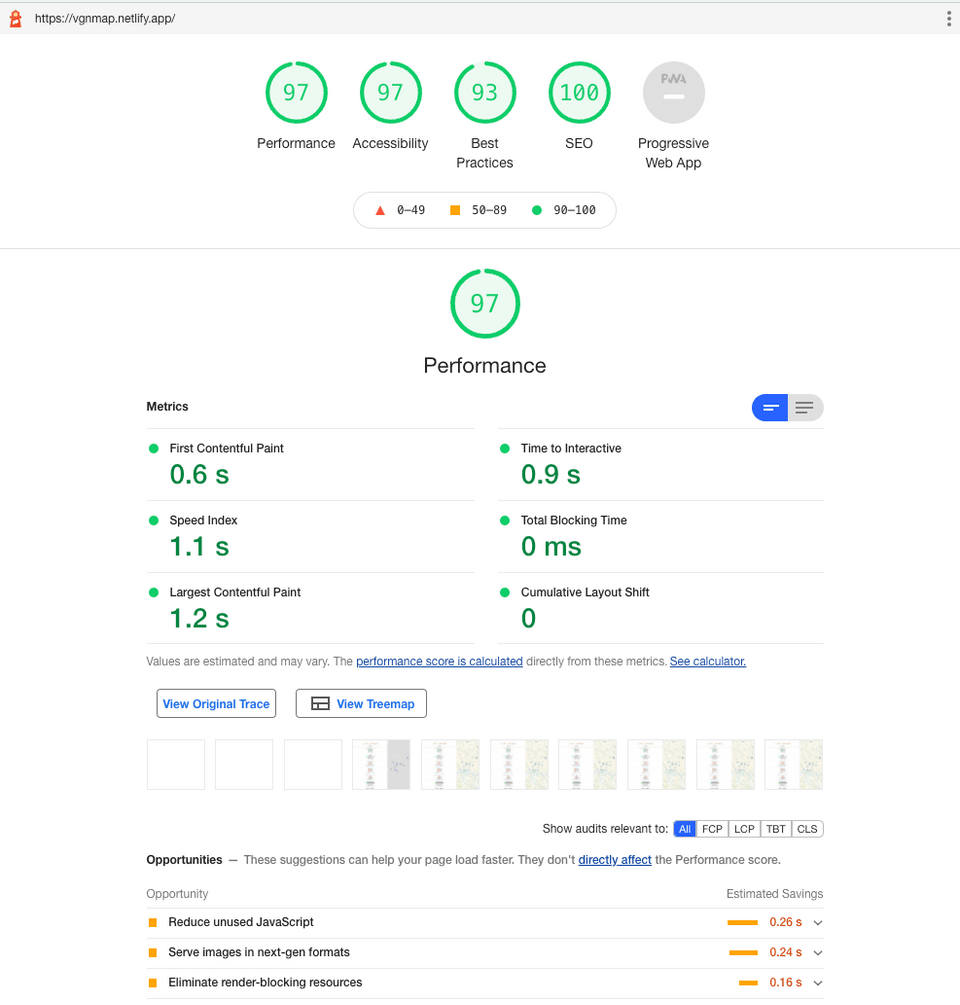 https://vgnmap.netlify.app/
97 97 93 100 PWA
Performance Accessibility Best Practices SEO Progressive Web App
0–49 50–89 90–100
97
Performance
Metrics
First Contentful Paint
0.6 s
Time to Interactive
0.9 s
Speed Index
1.1 s
Total Blocking Time
0 ms
Largest Contentful Paint
1.2 s
Cumulative Layout Shift
0
Values are estimated and may vary. The performance score is calculated directly from these metrics. See calculator.
View Original Trace View Treemap
Show audits relevant to: All FCP LCP TBT CLS
Opportunities — These suggestions can help your page load faster. They don't directly affect the Performance score.
Opportunity Estimated Savings
Reduce unused JavaScript 0.26 s
Serve images in next-gen formats 0.24 s
Eliminate render-blocking resources 0.16 s